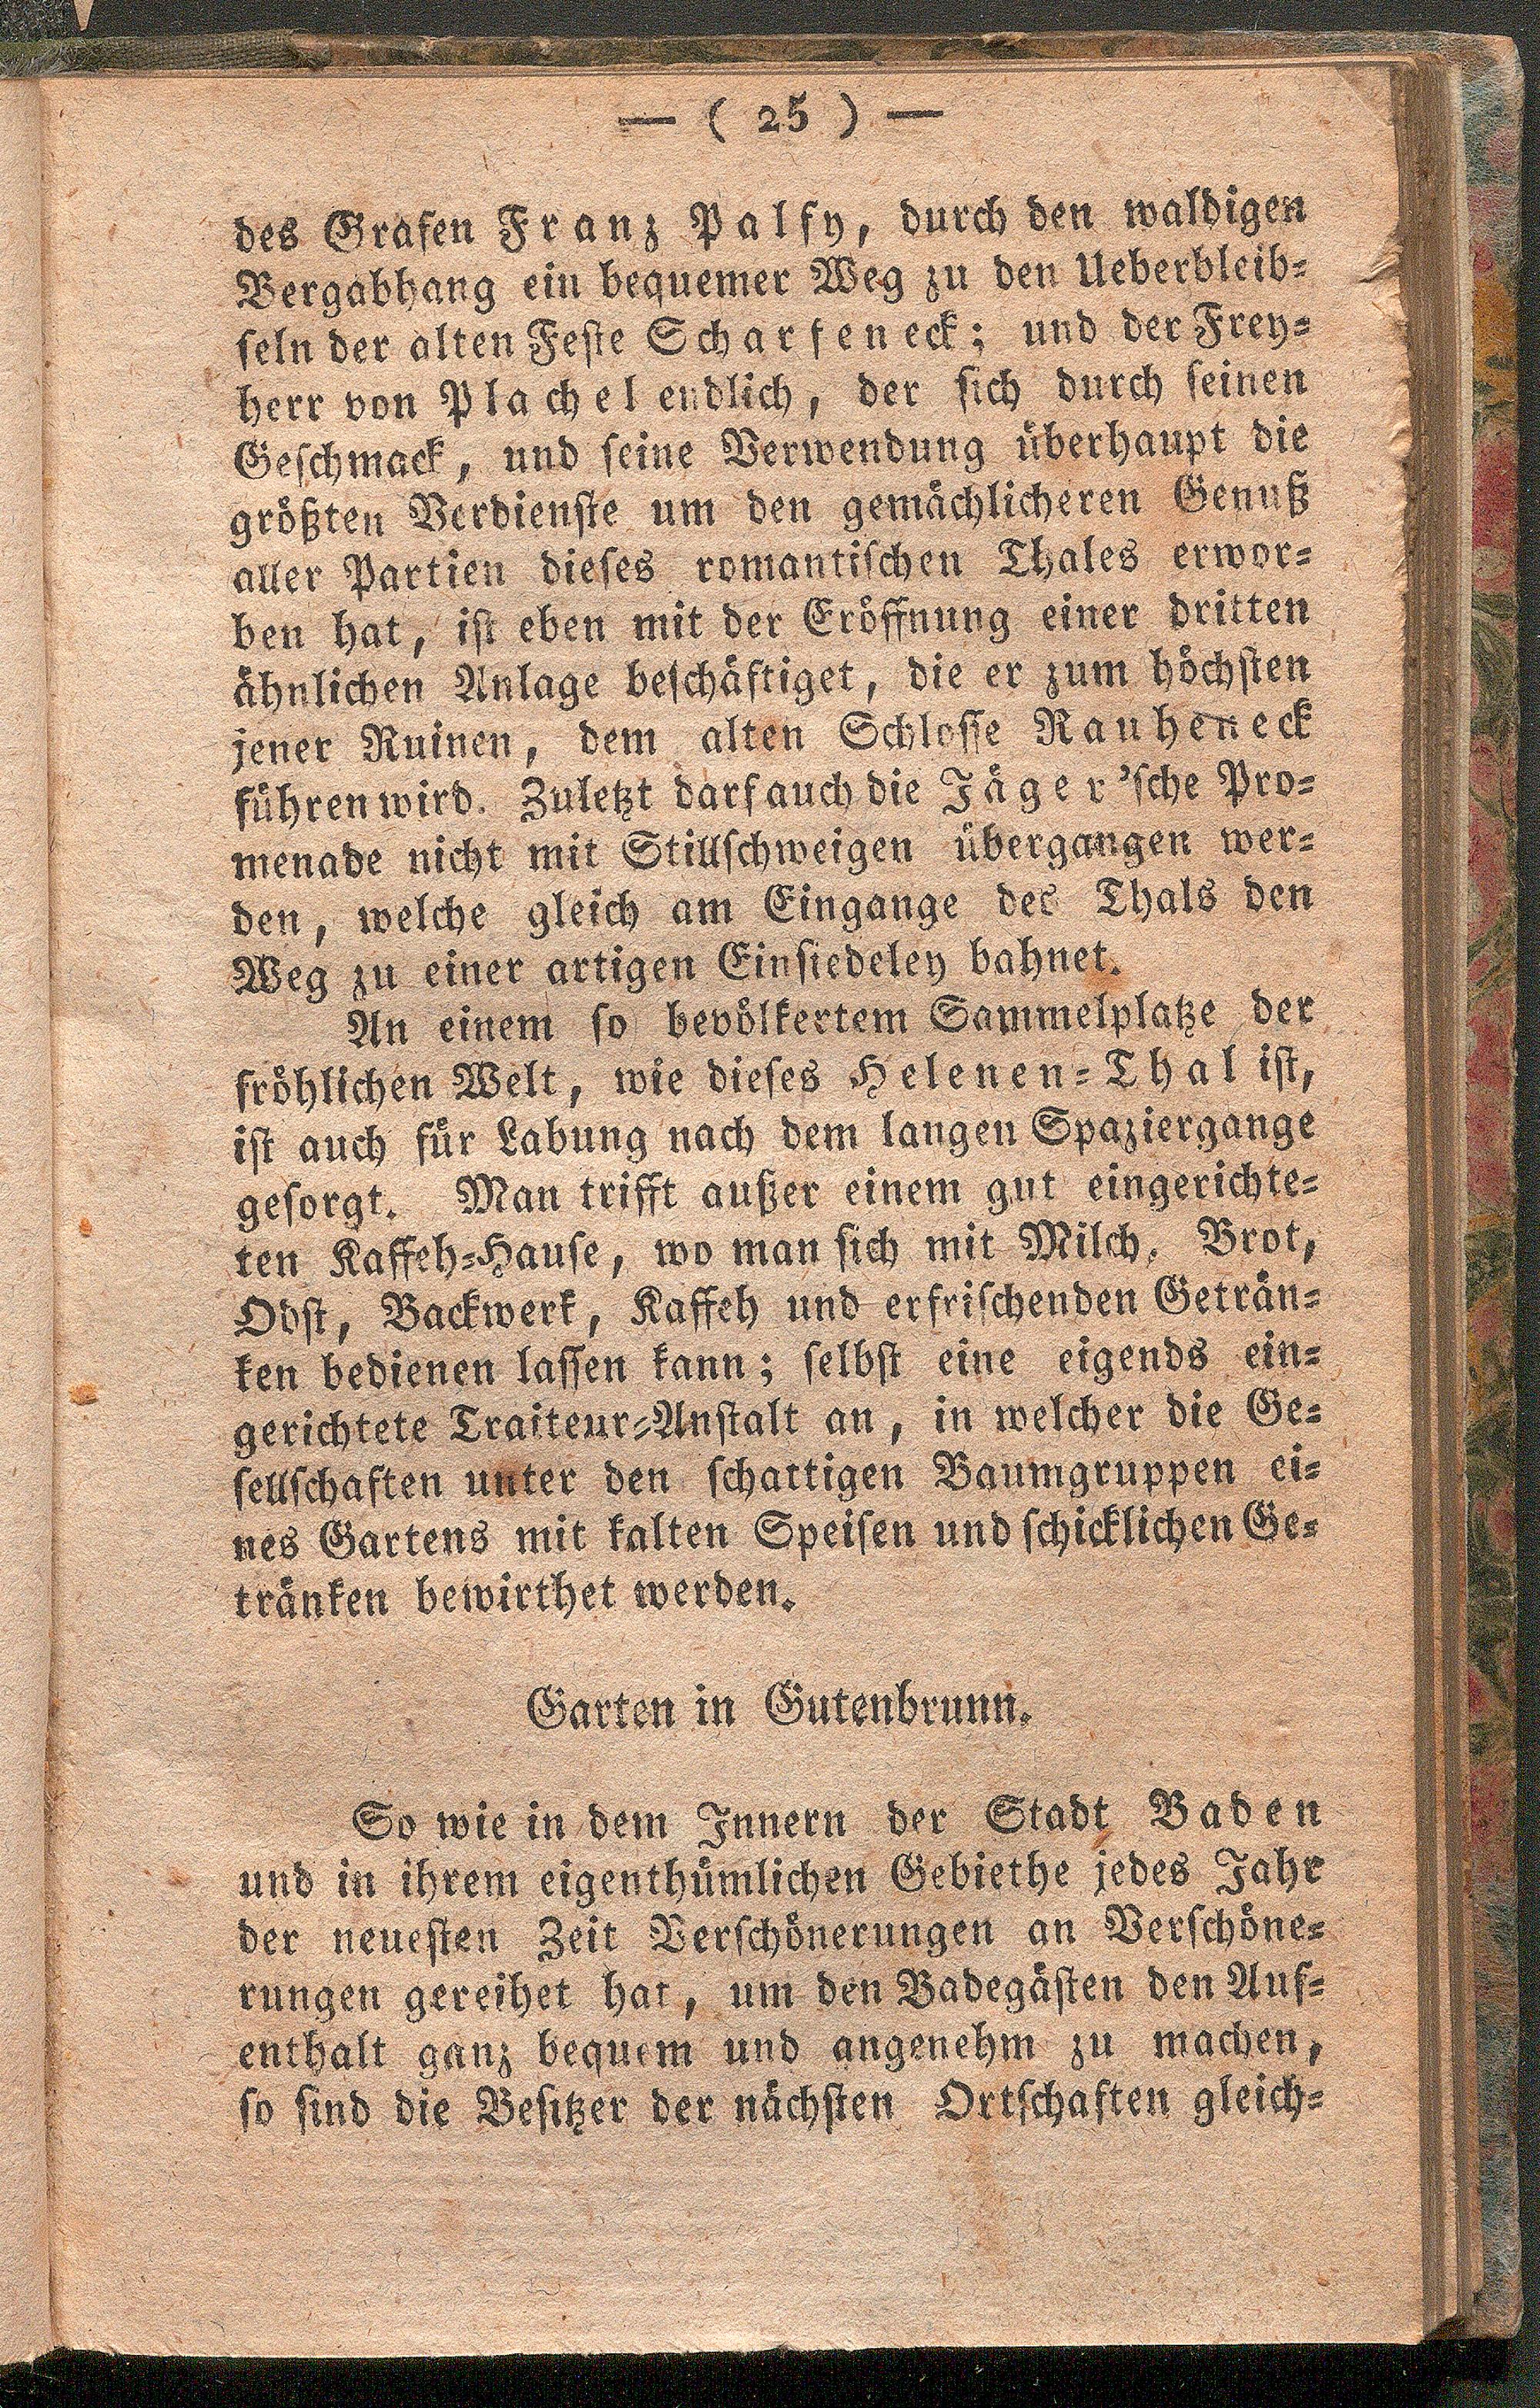 — ( 25 ) —
des Grafen Franz Palfy, durch den waldigen
Bergabhang ein bequemer Weg zu den Ueberbleib-
seln der alten Feste Scharfeneck; und der Frey-
herr von Plachel endlich, der sich durch seinen
Geschmack, und seine Verwendung überhaupt die
größten Verdienste um den gemächlicheren Genuß
aller Partien dieses romantischen Thales erwor-
ben hat, ist eben mit der Eröffnung einer dritten
ähnlichen Anlage beschäftiget, die er zum höchsten
jener Ruinen, dem alten Schlosse Rauheneck
führen wird. Zuletzt darf auch die Jäger'sche Pro-
menade nicht mit Stillschweigen übergangen wer-
den, welche gleich am Eingange des Thals den
Weg zu einer artigen Einsiedeley bahnet.
An einem so bevölkertem Sammelplatze der
fröhlichen Welt, wie dieses Helenen-Thal ist,
ist auch für Labung nach dem langen Spaziergange
gesorgt. Man trifft außer einem gut eingerichte-
ten Kaffeh-Hause, wo man sich mit Milch, Brot,
Obst, Backwerk, Kaffeh und erfrischenden Geträn-
ken bedienen lassen kann; selbst eine eigends ein-
gerichtete Traiteur-Anstalt an, in welcher die Ge-
sellschaften unter den schattigen Baumgruppen ei-
nes Gartens mit kalten Speisen und schicklichen Ge-
tränken bewirthet werden.
Garten in Gutenbrunn.
So wie in dem Innern der Stadt Baden
und in ihrem eigenthümlichen Gebiethe jedes Jahr
der neuesten Zeit Verschönerungen an Verschöne-
rungen gereihet hat, um den Badegästen den Auf-
enthalt ganz bequem und angenehm zu machen,
so sind die Besitzer der nächsten Ortschaften gleich-